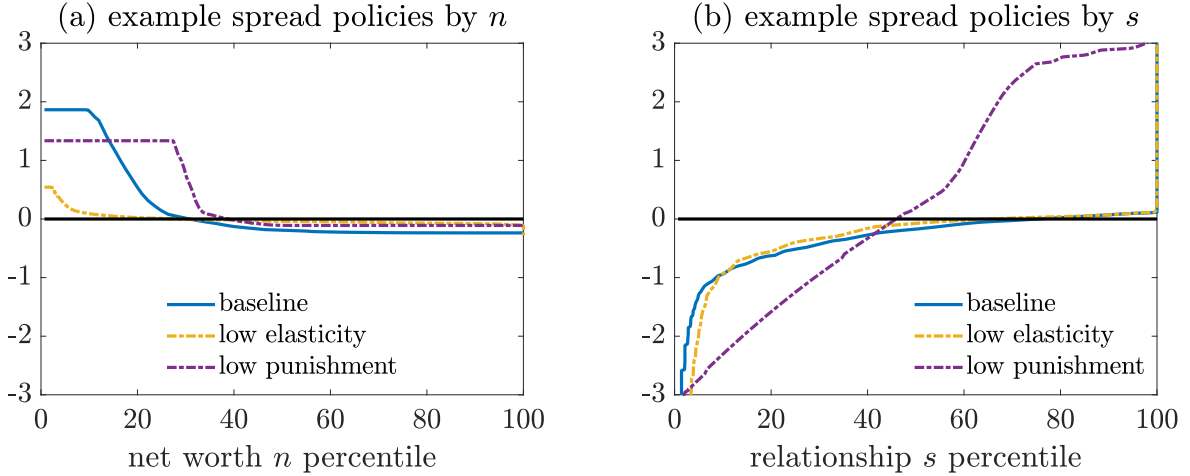 (a) example spread policies by n
3
2
1
0
-1
-2
-3
baseline
low elasticity
low punishment
0 20 40 60 80 100
net worth n percentile
(b) example spread policies by s
3
2
1
0
-1
-2
-3
baseline
low elasticity
low punishment
0 20 40 60 80 100
relationship s percentile